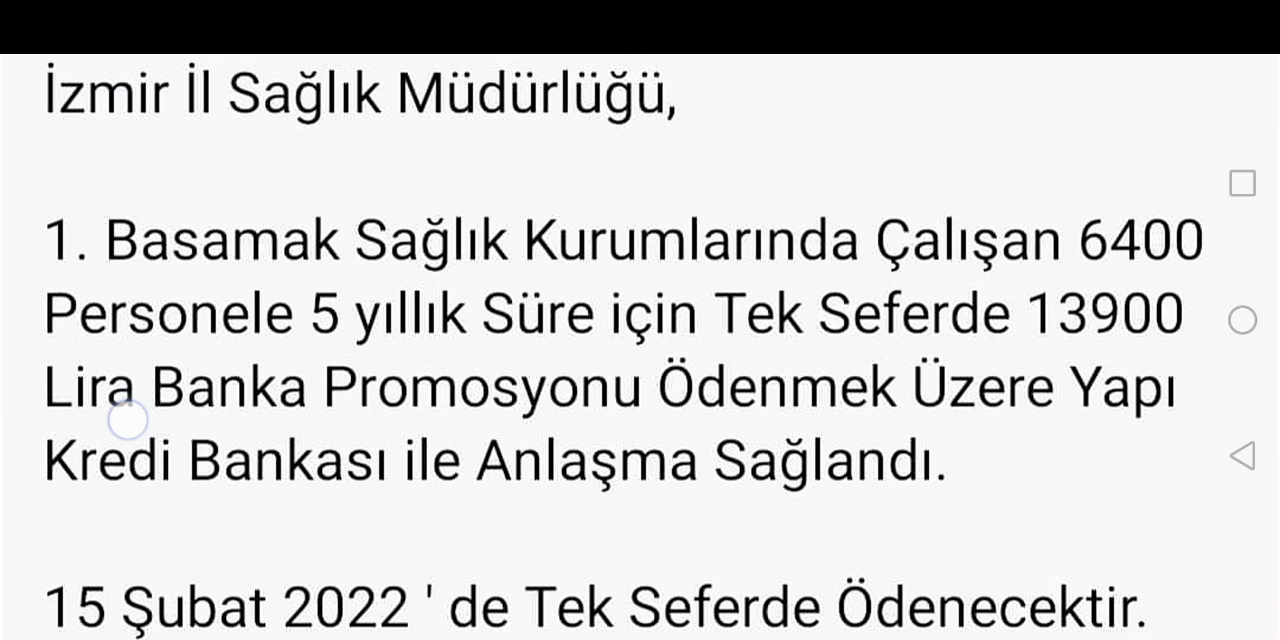 İzmir İl Sağlık Müdürlüğü,
1. Basamak Sağlık Kurumlarında Çalışan 6400
Personele 5 yıllık Süre için Tek Seferde 13900
Lira Banka Promosyonu Ödenmek Üzere Yapı
Kredi Bankası ile Anlaşma Sağlandı.
15 Şubat 2022 ' de Tek Seferde Ödenecektir.